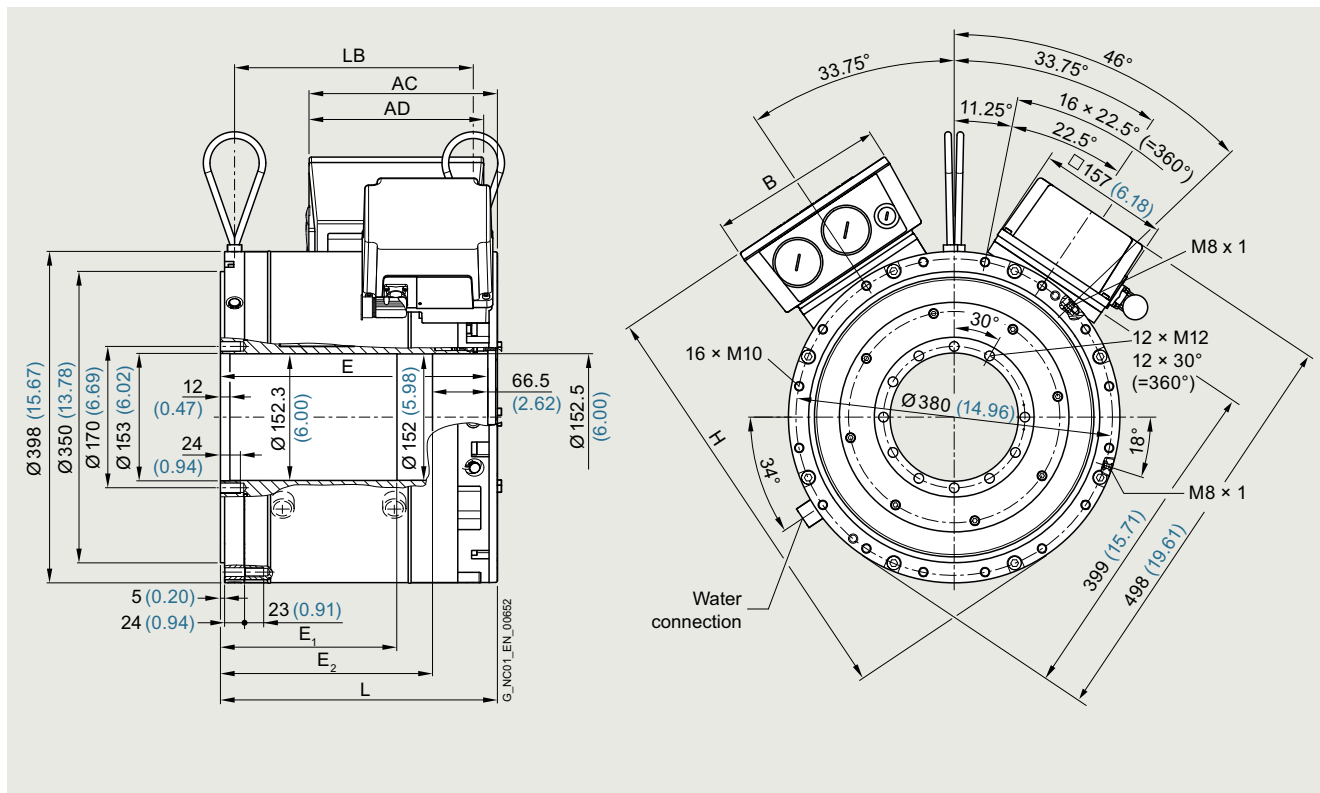 LB
AC
AD
Ø 398 (15.67)
Ø 350 (13.78)
Ø 170 (6.69)
Ø 153 (6.02)
12
(0.47)
24
(0.94)
E
Ø 152.3
(6.00)
Ø 152 (5.98)
66.5
(2.62)
Ø 152.5
(6.00)
5 (0.20)
24 (0.94)
23 (0.91)
E1
E2
L
G_NC01_EN_00652
33.75°
46°
33.75°
11.25°
16 × 22.5°
(=360°)
22.5°
□157 (6.18)
B
M8 x 1
30°
12 × M12
12 × 30°
(=360°)
16 × M10
Ø 380 (14.96)
H
34°
18°
M8 × 1
399 (15.71)
498 (19.61)
Water
connection